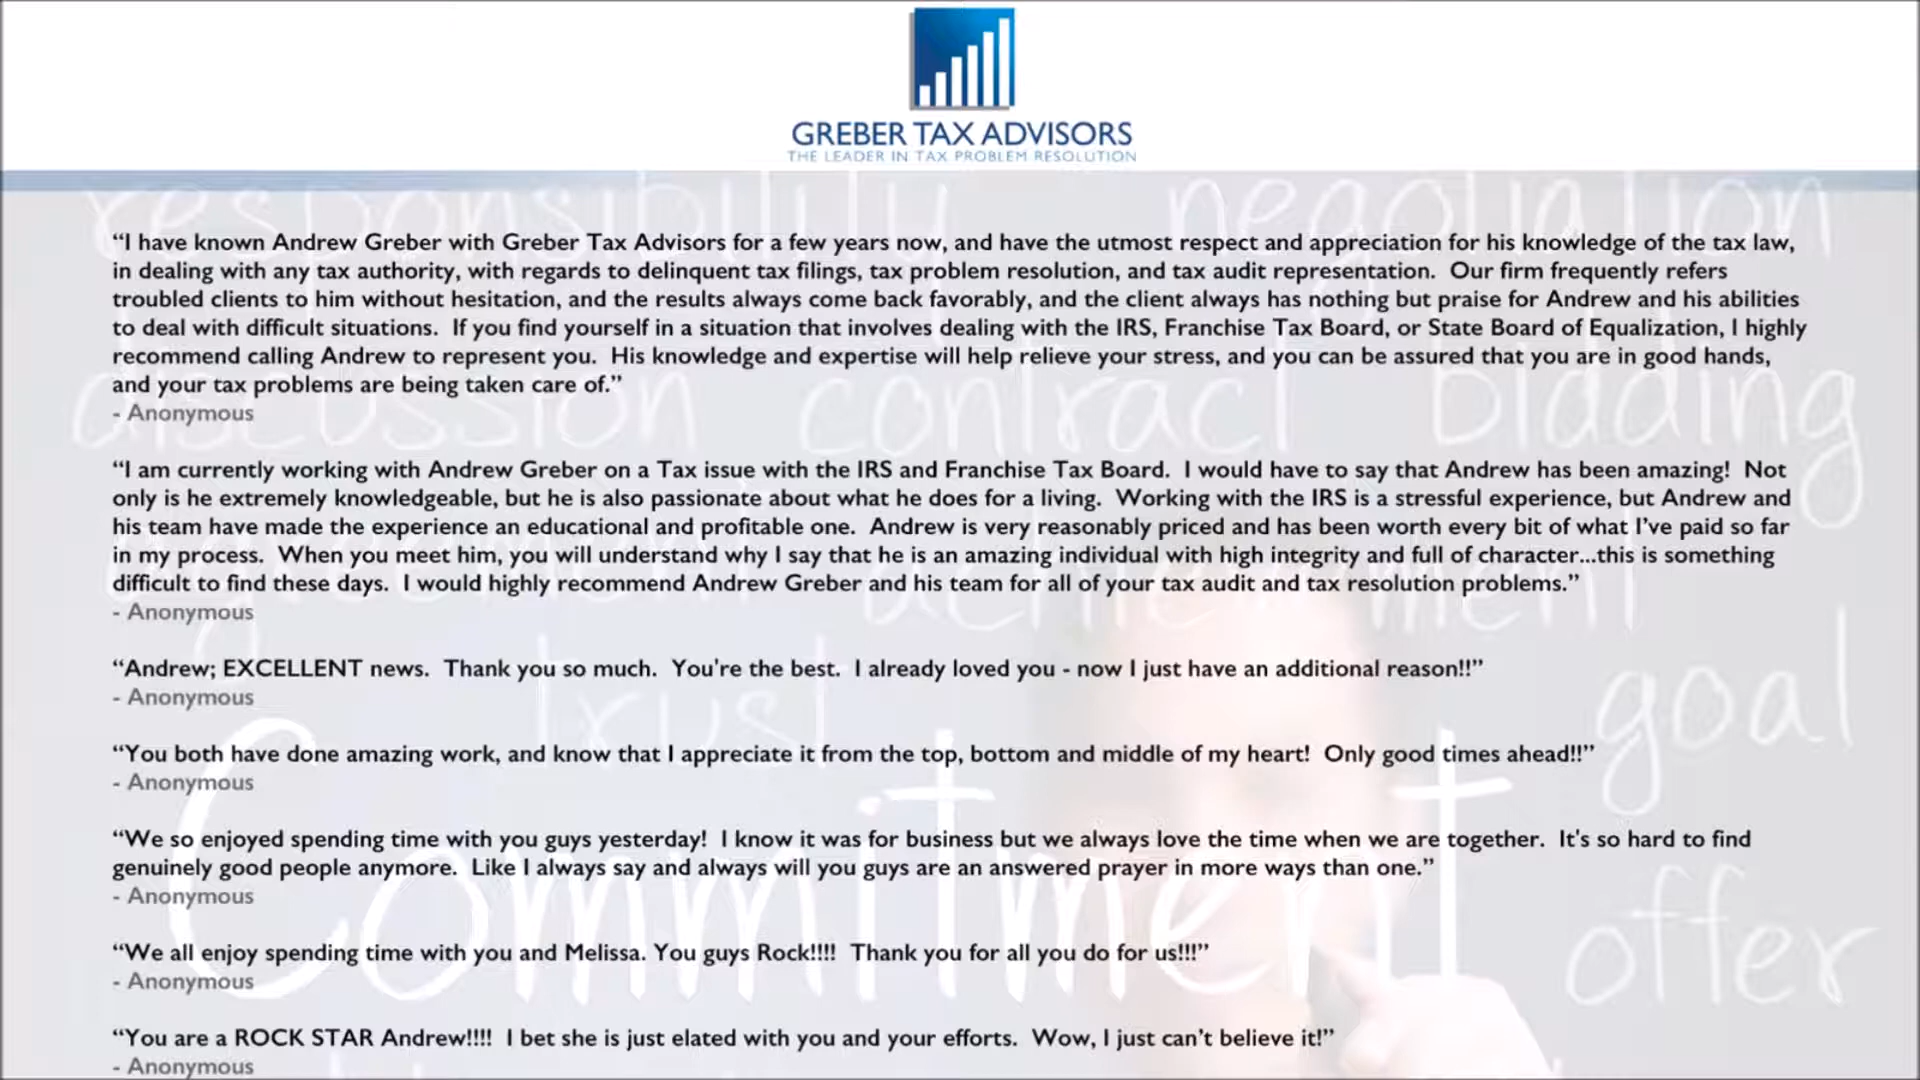 GREBER TAX ADVISORS
THE LEADER IN TAX PROBLEM RESOLUTION
responsibility negotiation
“I have known Andrew Greber with Greber Tax Advisors for a few years now, and have the utmost respect and appreciation for his knowledge of the tax law,
in dealing with any tax authority, with regards to delinquent tax filings, tax problem resolution, and tax audit representation.  Our firm frequently refers
troubled clients to him without hesitation, and the results always come back favorably, and the client always has nothing but praise for Andrew and his abilities
to deal with difficult situations.  If you find yourself in a situation that involves dealing with the IRS, Franchise Tax Board, or State Board of Equalization, I highly
recommend calling Andrew to represent you.  His knowledge and expertise will help relieve your stress, and you can be assured that you are in good hands,
and your tax problems are being taken care of.”
- Anonymous
discussion contract bidding
“I am currently working with Andrew Greber on a Tax issue with the IRS and Franchise Tax Board.  I would have to say that Andrew has been amazing!  Not
only is he extremely knowledgeable, but he is also passionate about what he does for a living.  Working with the IRS is a stressful experience, but Andrew and
his team have made the experience an educational and profitable one.  Andrew is very reasonably priced and has been worth every bit of what I’ve paid so far
in my process.  When you meet him, you will understand why I say that he is an amazing individual with high integrity and full of character...this is something
difficult to find these days.  I would highly recommend Andrew Greber and his team for all of your tax audit and tax resolution problems.”
- Anonymous
agreement
“Andrew; EXCELLENT news.  Thank you so much.  You're the best.  I already loved you - now I just have an additional reason!!”
- Anonymous
trust goal
“You both have done amazing work, and know that I appreciate it from the top, bottom and middle of my heart!  Only good times ahead!!”
- Anonymous
“We so enjoyed spending time with you guys yesterday!  I know it was for business but we always love the time when we are together.  It's so hard to find
genuinely good people anymore.  Like I always say and always will you guys are an answered prayer in more ways than one.”
- Anonymous
Commitment offer
“We all enjoy spending time with you and Melissa. You guys Rock!!!!  Thank you for all you do for us!!!”
- Anonymous
“You are a ROCK STAR Andrew!!!!  I bet she is just elated with you and your efforts.  Wow, I just can’t believe it!”
- Anonymous